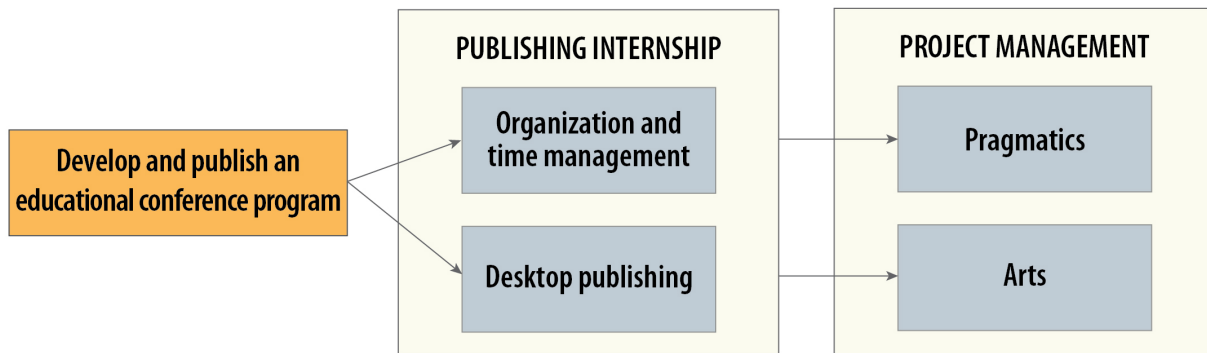 Develop and publish an
educational conference program
PUBLISHING INTERNSHIP
Organization and
time management
Desktop publishing
PROJECT MANAGEMENT
Pragmatics
Arts